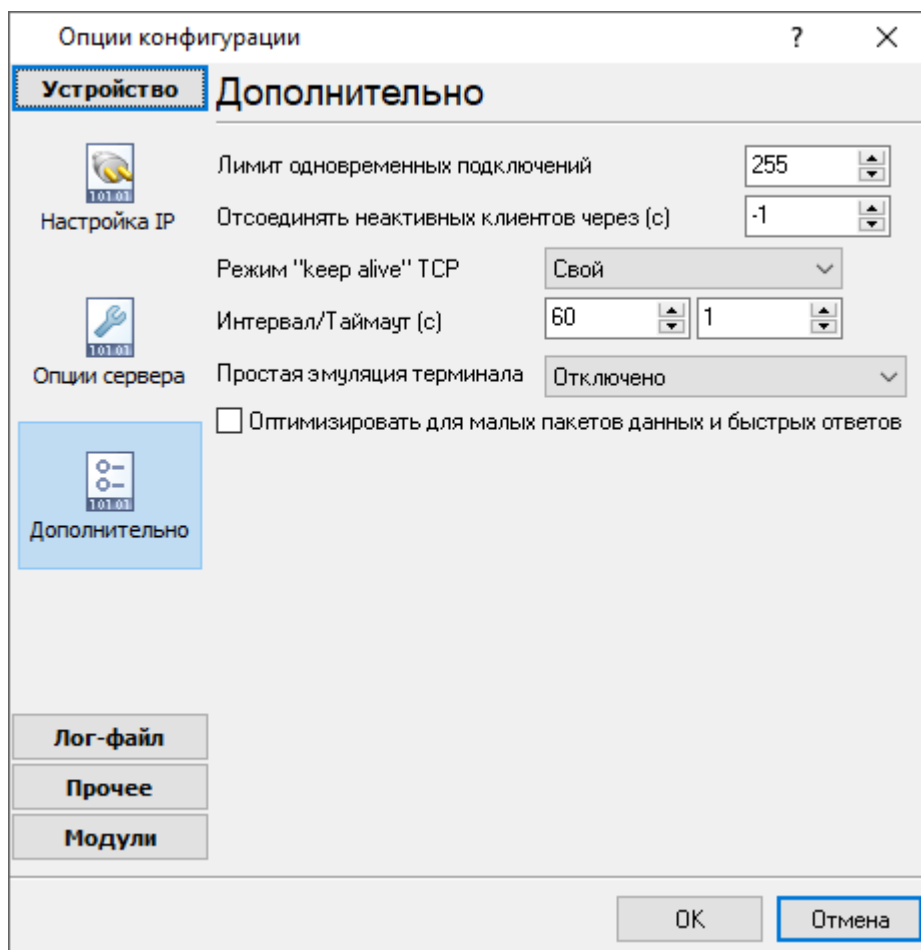 Опции конфигурации
?
Устройство
Дополнительно
101.01
Настройка IP
101.01
Опции сервера
101.01
Дополнительно
Лимит одновременных подключений 255
Отсоединять неактивных клиентов через (с) -1
Режим "keep alive" TCP Свой
Интервал/Таймаут (с) 60 1
Простая эмуляция терминала Отключено
Оптимизировать для малых пакетов данных и быстрых ответов
Лог-файл
Прочее
Модули
OK Отмена